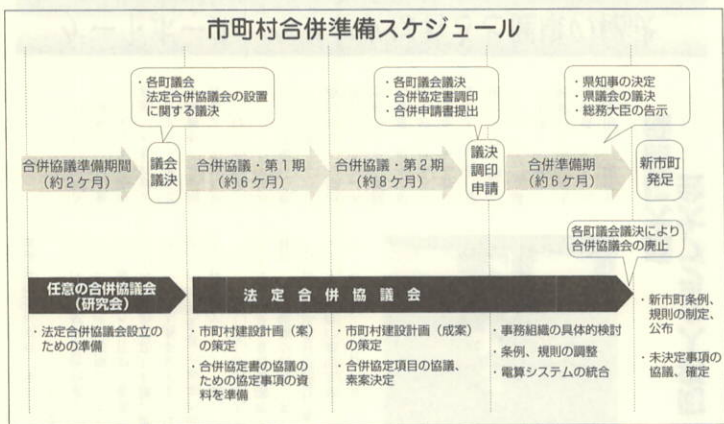 市町村合併準備スケジュール
・各町議会
法定合併協議会の設置
に関する議決
・各町議会議決
・合併協定書調印
・合併申請書提出
・県知事の決定
・県議会の議決
・総務大臣の告示
合併協議準備期間
(約2ケ月)
議会
議決
合併協議・第1期
(約6ケ月)
合併協議・第2期
(約8ケ月)
議決
調印
申請
合併準備期
(約6ケ月)
新市町
発足
各町議会議決により
合併協議会の廃止
任意の合併協議会
(研究会)
法定合併協議会
・法定合併協議会設立の
ための準備
・市町村建設計画(案)
の策定
・合併協定書の協議の
ための協定事項の資
料を準備
・市町村建設計画(成案)
の策定
・合併協定項目の協議、
素案決定
・事務組織の具体的検討
・条例、規則の調整
・電算システムの統合
・新市町条例、
規則の制定、
公布
・未決定事項の
協議、確定